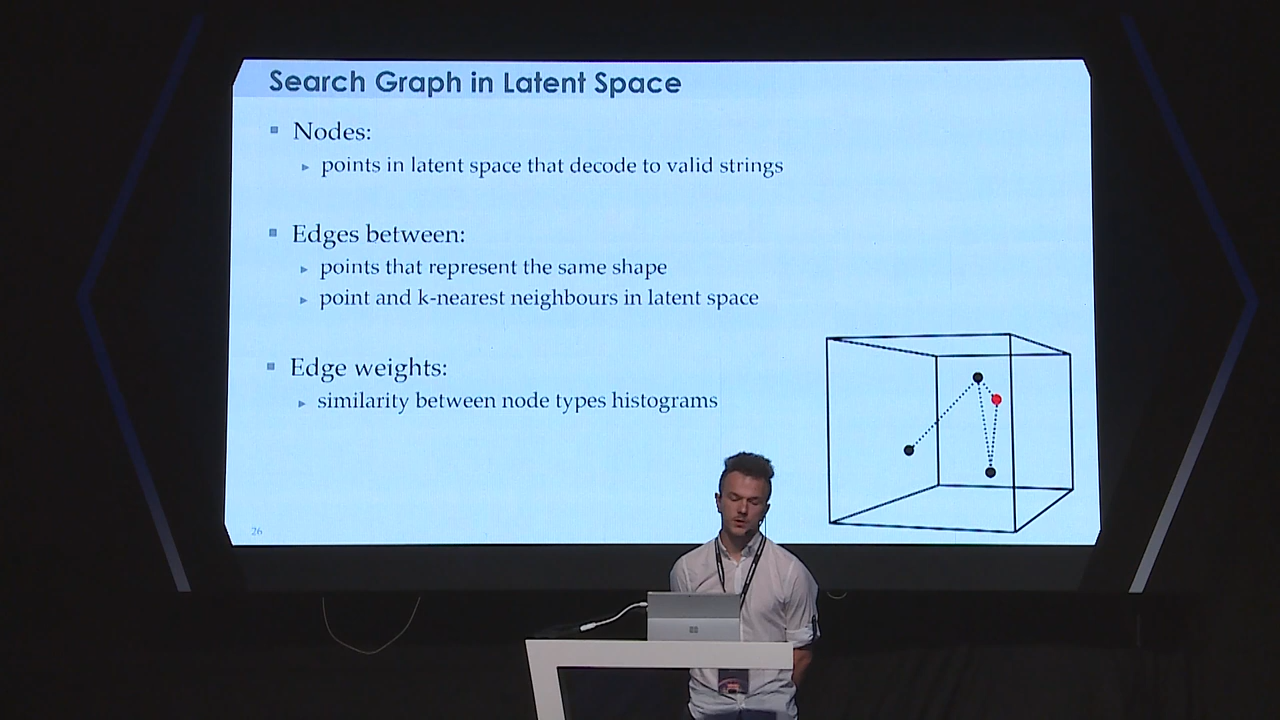 Search Graph in Latent Space
Nodes:
points in latent space that decode to valid strings
Edges between:
points that represent the same shape
point and k-nearest neighbours in latent space
Edge weights:
similarity between node types histograms
26